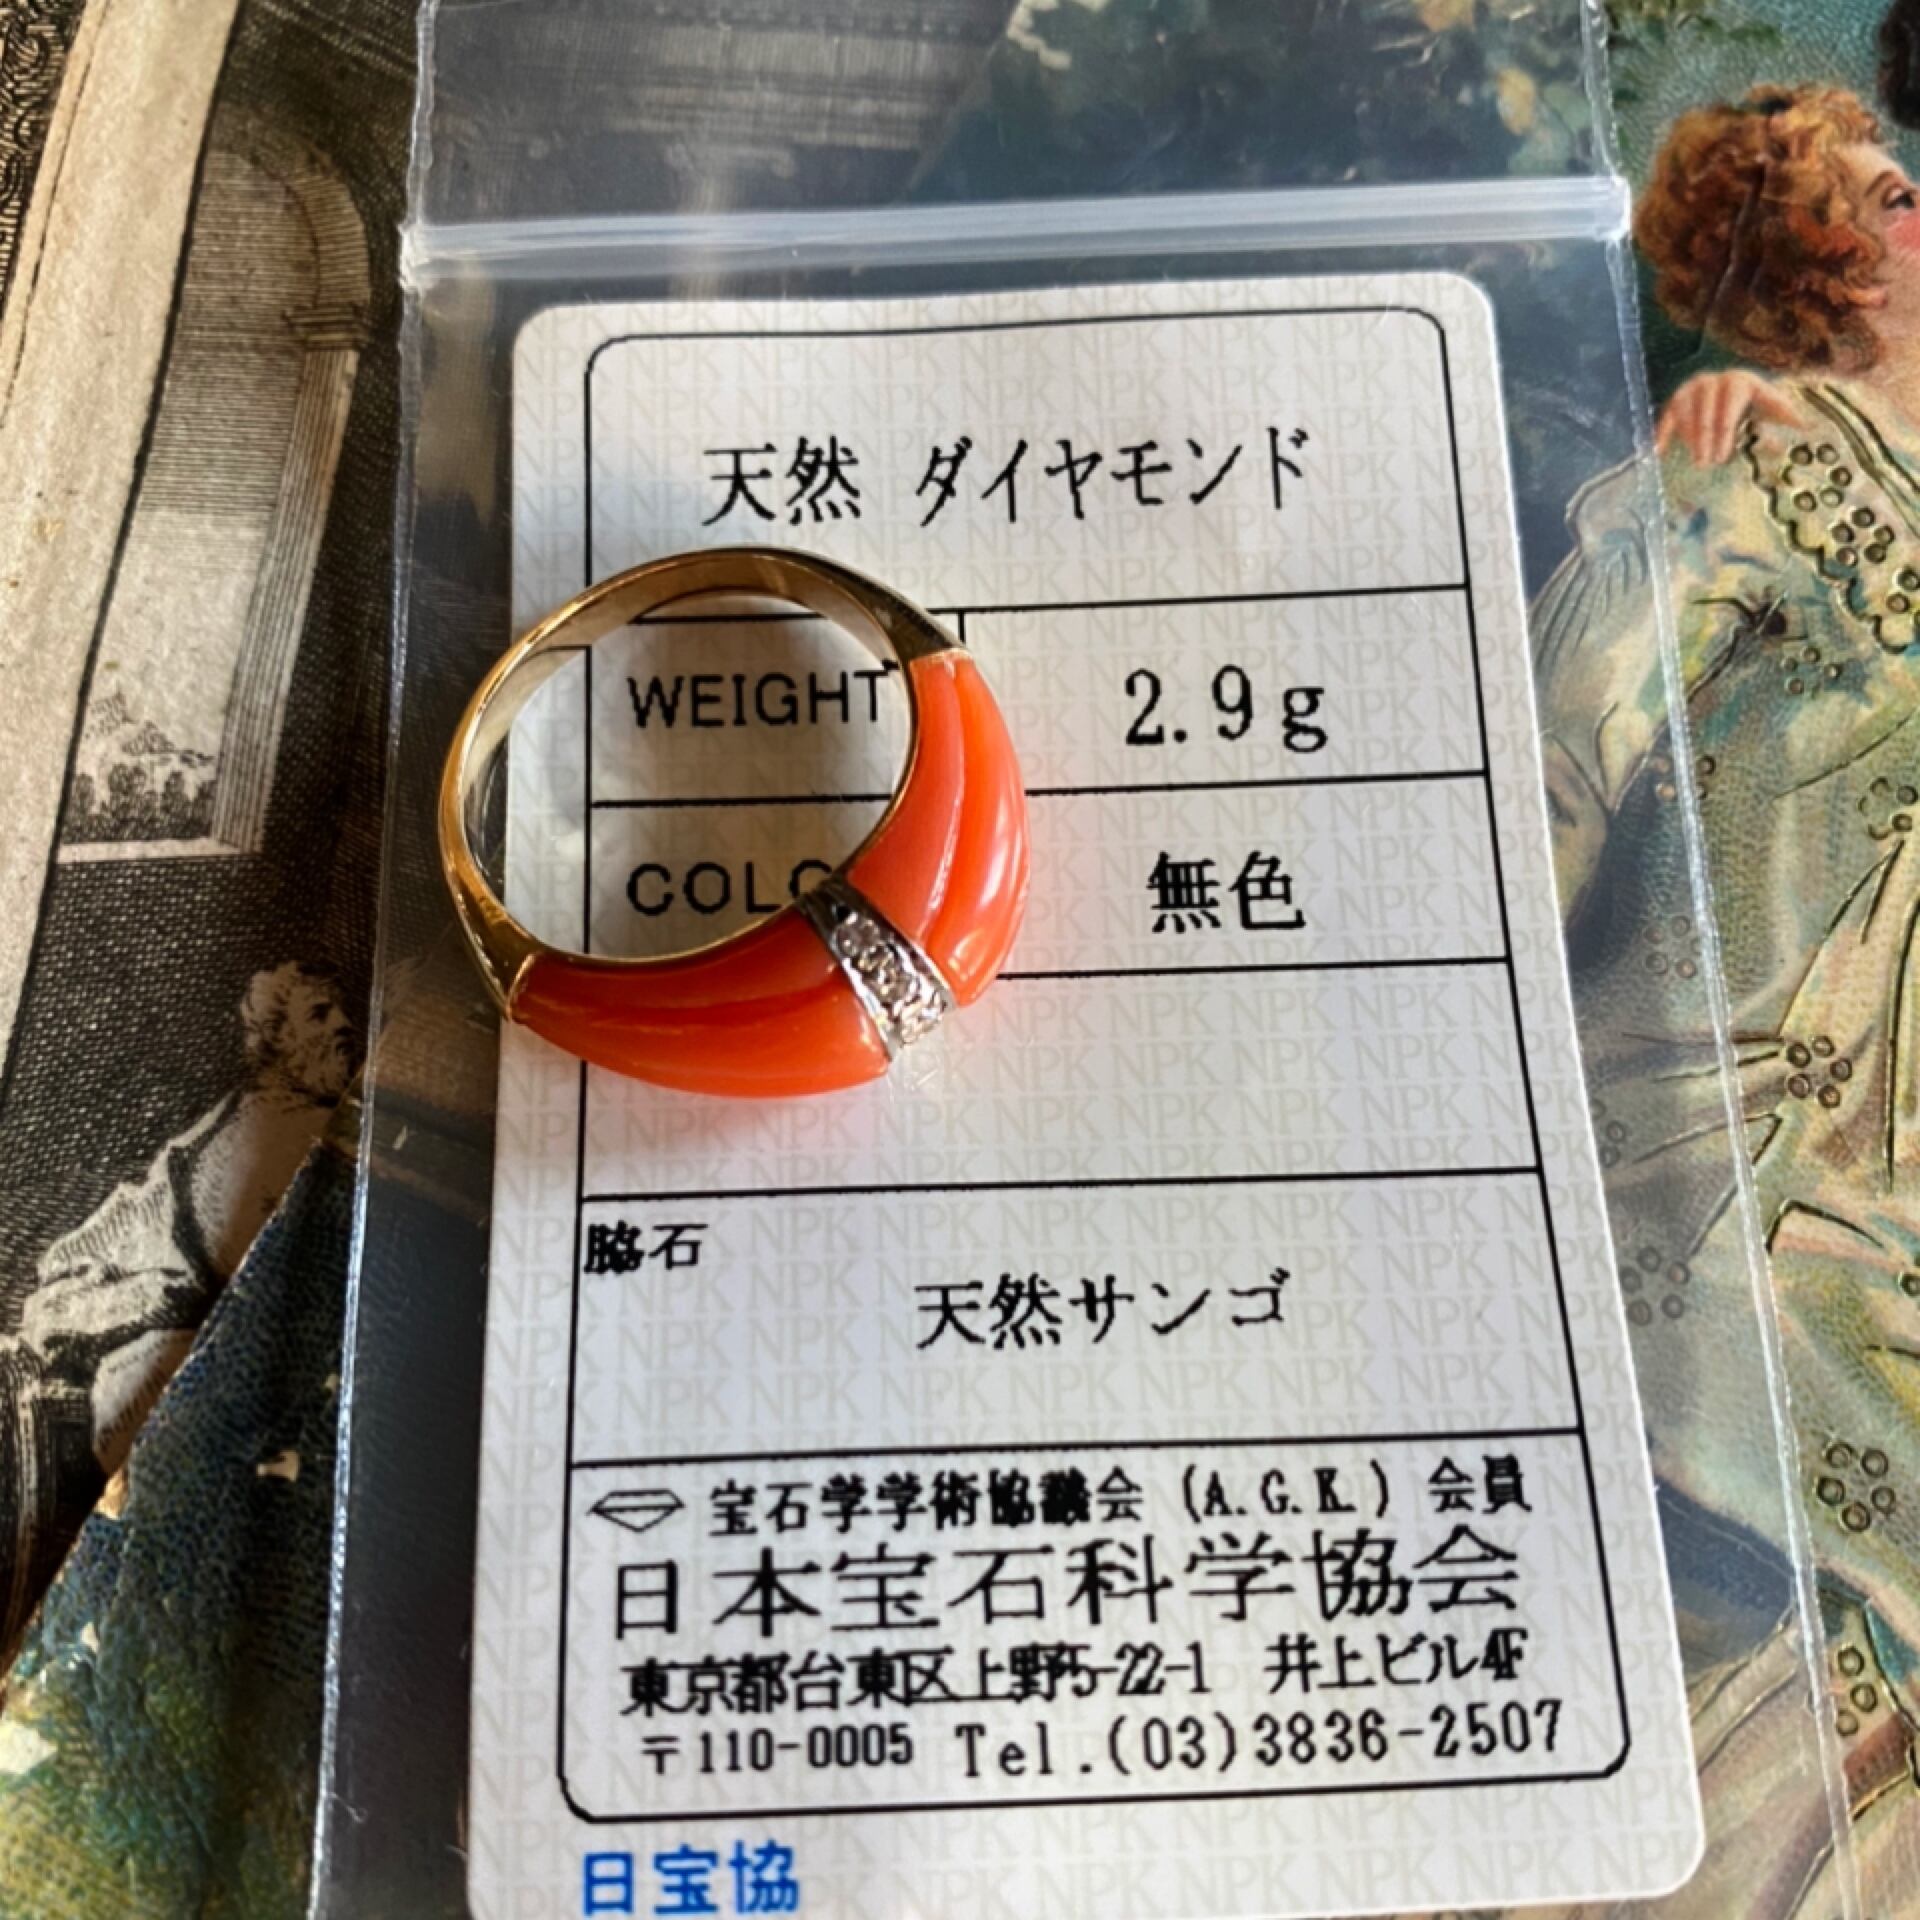 天然 ダイヤモンド
WEIGHT 2.9g
COLO 無色
脇石
天然サンゴ
宝石学学術協議会 (A.G.K.) 会員
日本宝石科学協会
東京都台東区上野5-22-1 井上ビル4F
〒110-0005 Tel.(03)3836-2507
日宝協